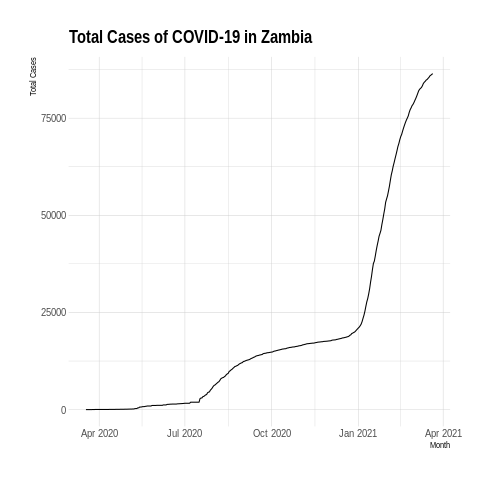 Total Cases of COVID-19 in Zambia
Total Cases
75000
50000
25000
0
Apr 2020 Jul 2020 Oct 2020 Jan 2021 Apr 2021
Month